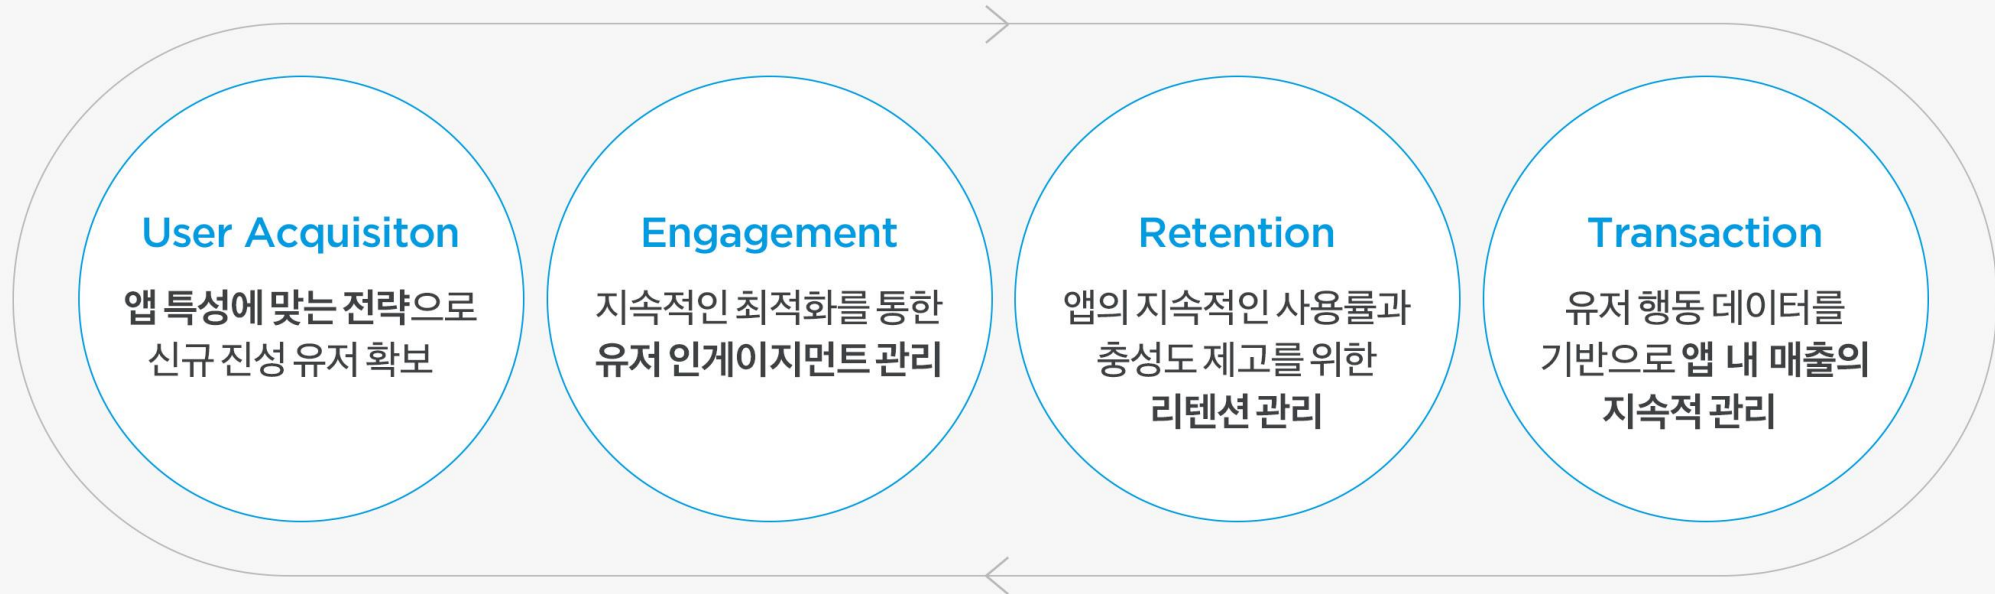 User Acquisiton
앱 특성에 맞는 전략으로
신규 진성 유저 확보
Engagement
지속적인 최적화를 통한
유저 인게이지먼트 관리
Retention
앱의 지속적인 사용률과
충성도 제고를 위한
리텐션 관리
Transaction
유저 행동 데이터를
기반으로 앱 내 매출의
지속적 관리